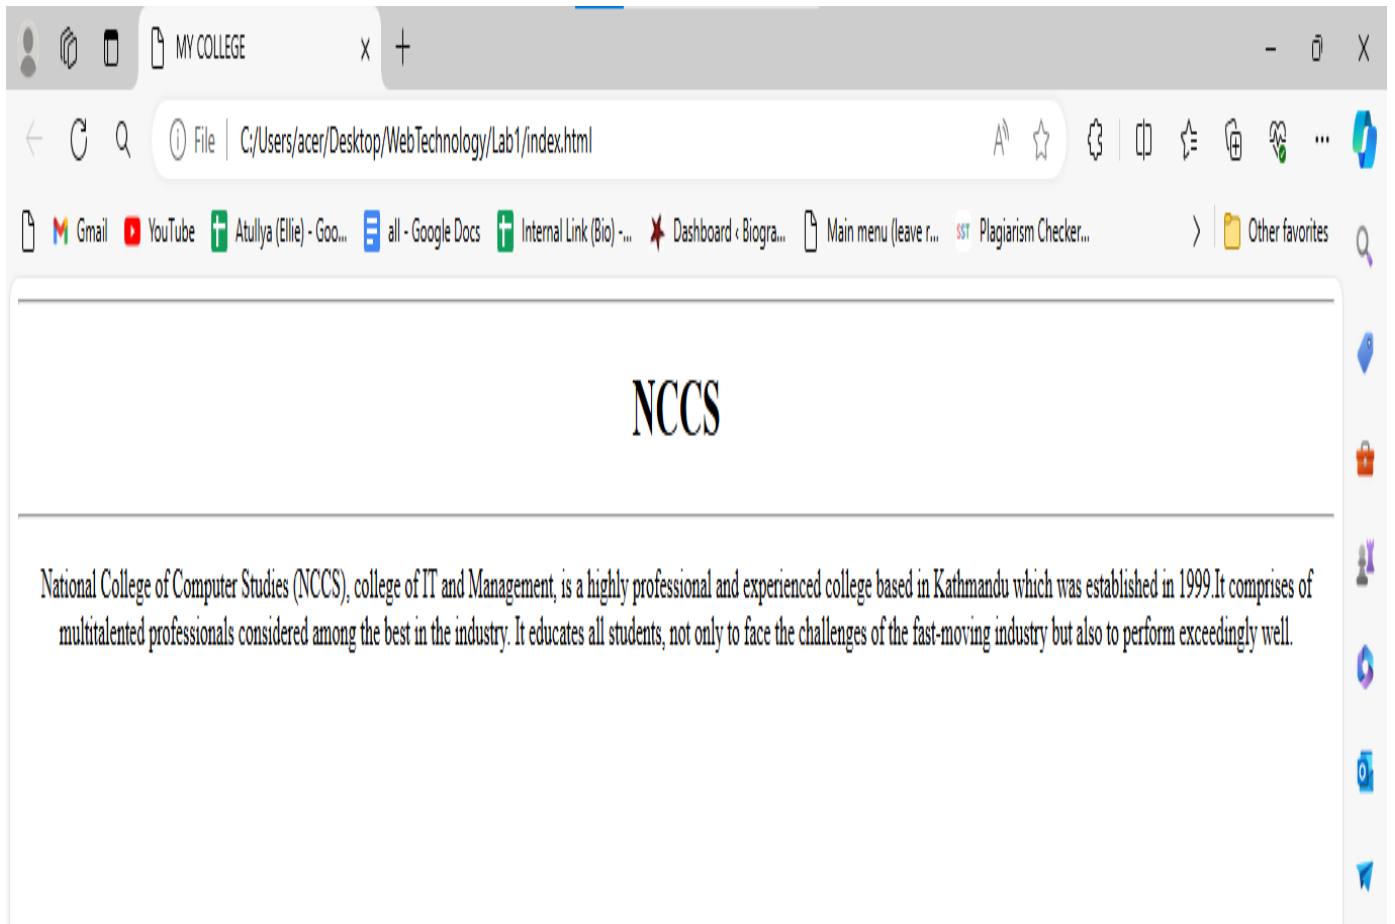 MY COLLEGE
File C:/Users/acer/Desktop/WebTechnology/Lab1/index.html
Gmail YouTube Atullya (Ellie) - Goo... all - Google Docs Internal Link (Bio) -... Dashboard ‹ Biogra... Main menu (leave r... SST Plagiarism Checker... Other favorites
NCCS
National College of Computer Studies (NCCS), college of IT and Management, is a highly professional and experienced college based in Kathmandu which was established in 1999.It comprises of
multitalented professionals considered among the best in the industry. It educates all students, not only to face the challenges of the fast-moving industry but also to perform exceedingly well.